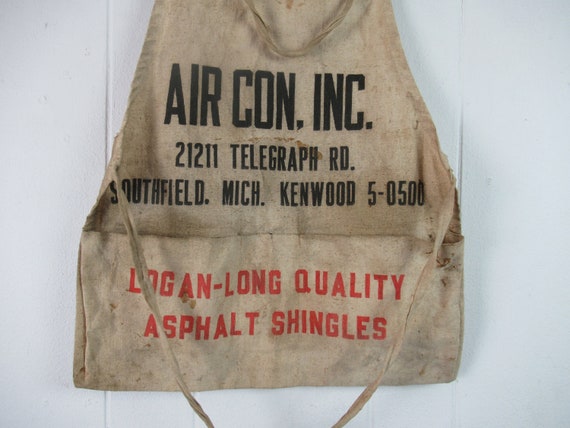 AIR CON, INC.
21211 TELEGRAPH RD.
SOUTHFIELD. MICH. KENWOOD 5-0500
LOGAN-LONG QUALITY
ASPHALT SHINGLES